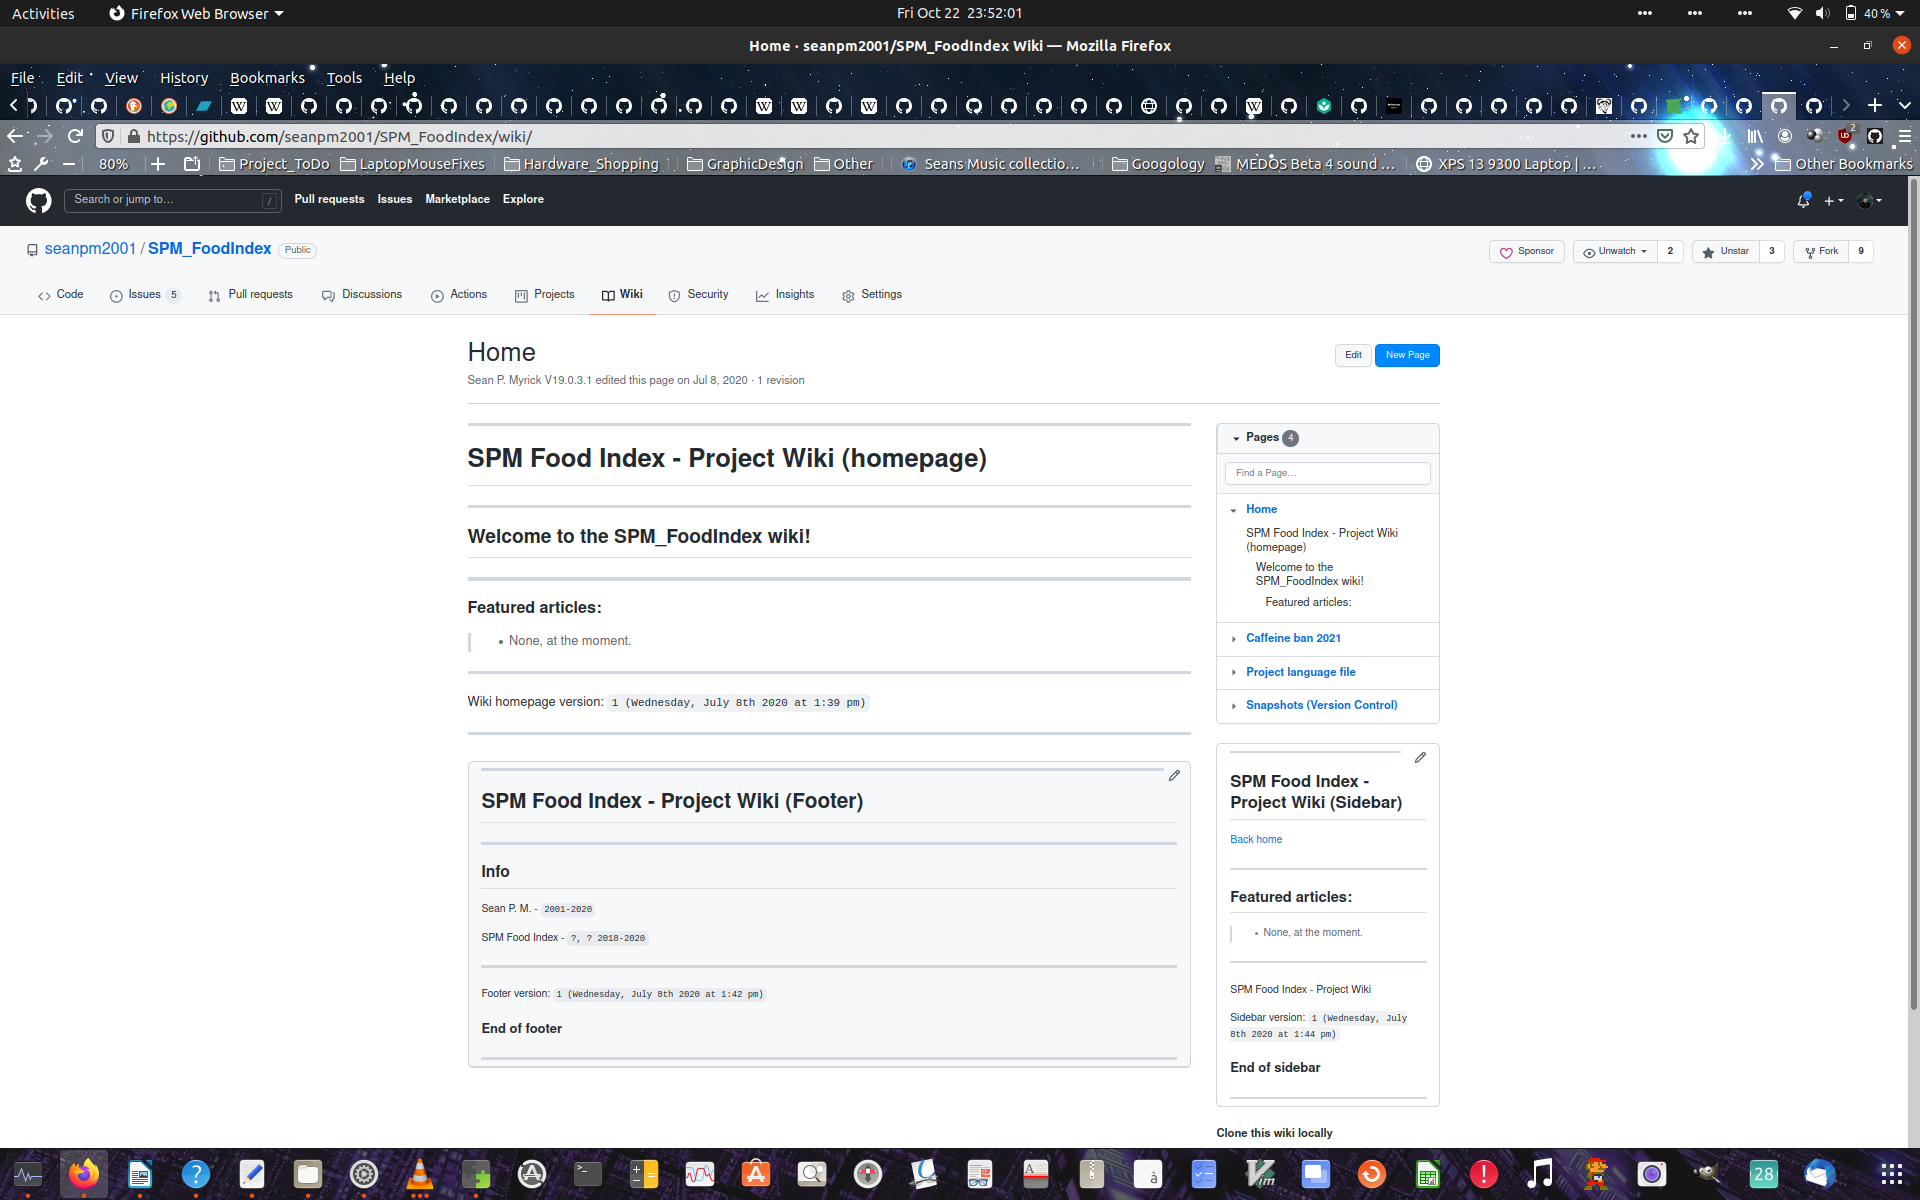 Activities Firefox Web Browser Fri Oct 22 23:52:01 40 %
Home · seanpm2001/SPM_FoodIndex Wiki — Mozilla Firefox
File Edit View History Bookmarks Tools Help
https://github.com/seanpm2001/SPM_FoodIndex/wiki/
80% Project_ToDo LaptopMouseFixes Hardware_Shopping GraphicDesign Other Seans Music collectio… Googology MEDOS Beta 4 sound … XPS 13 9300 Laptop | … Other Bookmarks
Search or jump to… / Pull requests Issues Marketplace Explore
seanpm2001 / SPM_FoodIndex Public Sponsor Unwatch 2 Unstar 3 Fork 9
Code Issues 5 Pull requests Discussions Actions Projects Wiki Security Insights Settings
Home Edit New Page
Sean P. Myrick V19.0.3.1 edited this page on Jul 8, 2020 · 1 revision
SPM Food Index - Project Wiki (homepage)
Welcome to the SPM_FoodIndex wiki!
Featured articles:
• None, at the moment.
Wiki homepage version: 1 (Wednesday, July 8th 2020 at 1:39 pm)
SPM Food Index - Project Wiki (Footer)
Info
Sean P. M. - 2001-2020
SPM Food Index - ?, ? 2018-2020
Footer version: 1 (Wednesday, July 8th 2020 at 1:42 pm)
End of footer
Pages 4
Find a Page…
Home
SPM Food Index - Project Wiki
(homepage)
Welcome to the
SPM_FoodIndex wiki!
Featured articles:
Caffeine ban 2021
Project language file
Snapshots (Version Control)
SPM Food Index -
Project Wiki (Sidebar)
Back home
Featured articles:
• None, at the moment.
SPM Food Index - Project Wiki
Sidebar version: 1 (Wednesday, July
8th 2020 at 1:44 pm)
End of sidebar
Clone this wiki locally
28